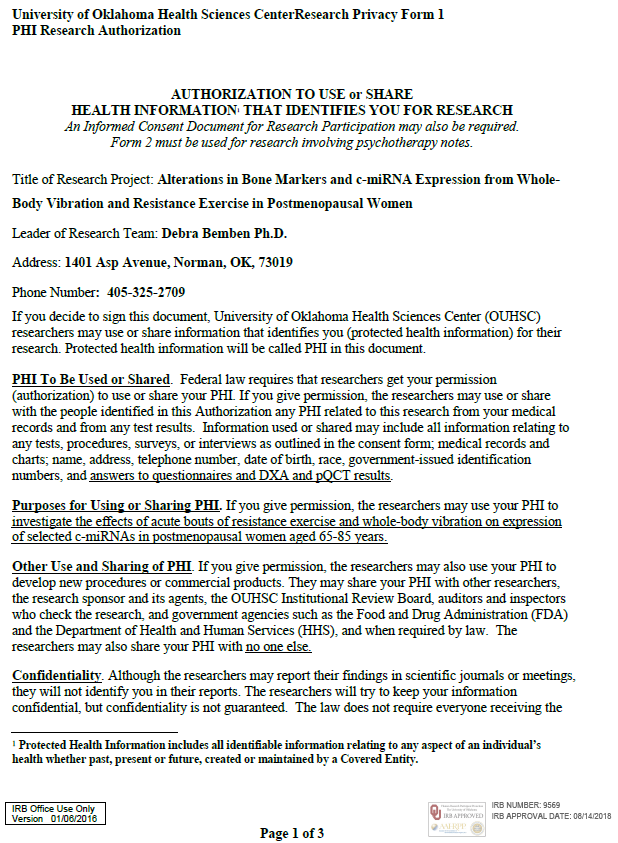 University of Oklahoma Health Sciences CenterResearch Privacy Form 1
PHI Research Authorization
AUTHORIZATION TO USE or SHARE
HEALTH INFORMATION¹ THAT IDENTIFIES YOU FOR RESEARCH
An Informed Consent Document for Research Participation may also be required.
Form 2 must be used for research involving psychotherapy notes.
Title of Research Project: Alterations in Bone Markers and c-miRNA Expression from Whole-
Body Vibration and Resistance Exercise in Postmenopausal Women
Leader of Research Team: Debra Bemben Ph.D.
Address: 1401 Asp Avenue, Norman, OK, 73019
Phone Number: 405-325-2709
If you decide to sign this document, University of Oklahoma Health Sciences Center (OUHSC)
researchers may use or share information that identifies you (protected health information) for their
research. Protected health information will be called PHI in this document.
PHI To Be Used or Shared. Federal law requires that researchers get your permission
(authorization) to use or share your PHI. If you give permission, the researchers may use or share
with the people identified in this Authorization any PHI related to this research from your medical
records and from any test results. Information used or shared may include all information relating to
any tests, procedures, surveys, or interviews as outlined in the consent form; medical records and
charts; name, address, telephone number, date of birth, race, government-issued identification
numbers, and answers to questionnaires and DXA and pQCT results.
Purposes for Using or Sharing PHI. If you give permission, the researchers may use your PHI to
investigate the effects of acute bouts of resistance exercise and whole-body vibration on expression
of selected c-miRNAs in postmenopausal women aged 65-85 years.
Other Use and Sharing of PHI. If you give permission, the researchers may also use your PHI to
develop new procedures or commercial products. They may share your PHI with other researchers,
the research sponsor and its agents, the OUHSC Institutional Review Board, auditors and inspectors
who check the research, and government agencies such as the Food and Drug Administration (FDA)
and the Department of Health and Human Services (HHS), and when required by law. The
researchers may also share your PHI with no one else.
Confidentiality. Although the researchers may report their findings in scientific journals or meetings,
they will not identify you in their reports. The researchers will try to keep your information
confidential, but confidentiality is not guaranteed. The law does not require everyone receiving the
¹ Protected Health Information includes all identifiable information relating to any aspect of an individual's
health whether past, present or future, created or maintained by a Covered Entity.
IRB Office Use Only
Version 01/06/2016
IRB APPROVED
IRB NUMBER: 9569
IRB APPROVAL DATE: 08/14/2018
Page 1 of 3